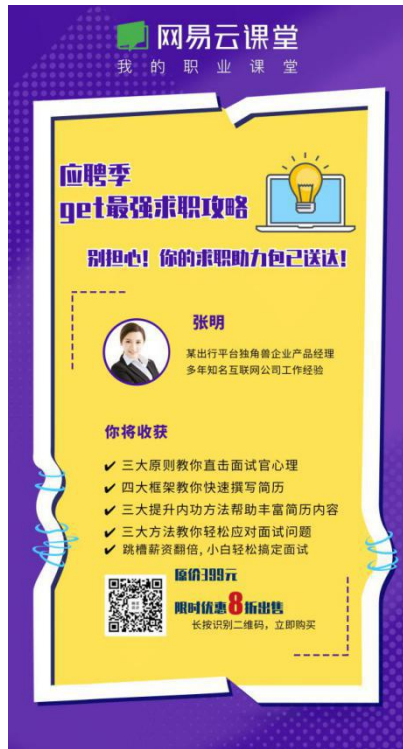 网易云课堂
我的职业课堂
应聘季
get最强求职攻略
别担心！你的求职助力包已送达！
张明
某出行平台独角兽企业产品经理
多年知名互联网公司工作经验
你将收获
✔ 三大原则教你直击面试官心理
✔ 四大框架教你快速撰写简历
✔ 三大提升内功方法帮助丰富简历内容
✔ 三大方法教你轻松应对面试问题
✔ 跳槽薪资翻倍,小白轻松搞定面试
原价399元
限时优惠8折出售
长按识别二维码，立即购买